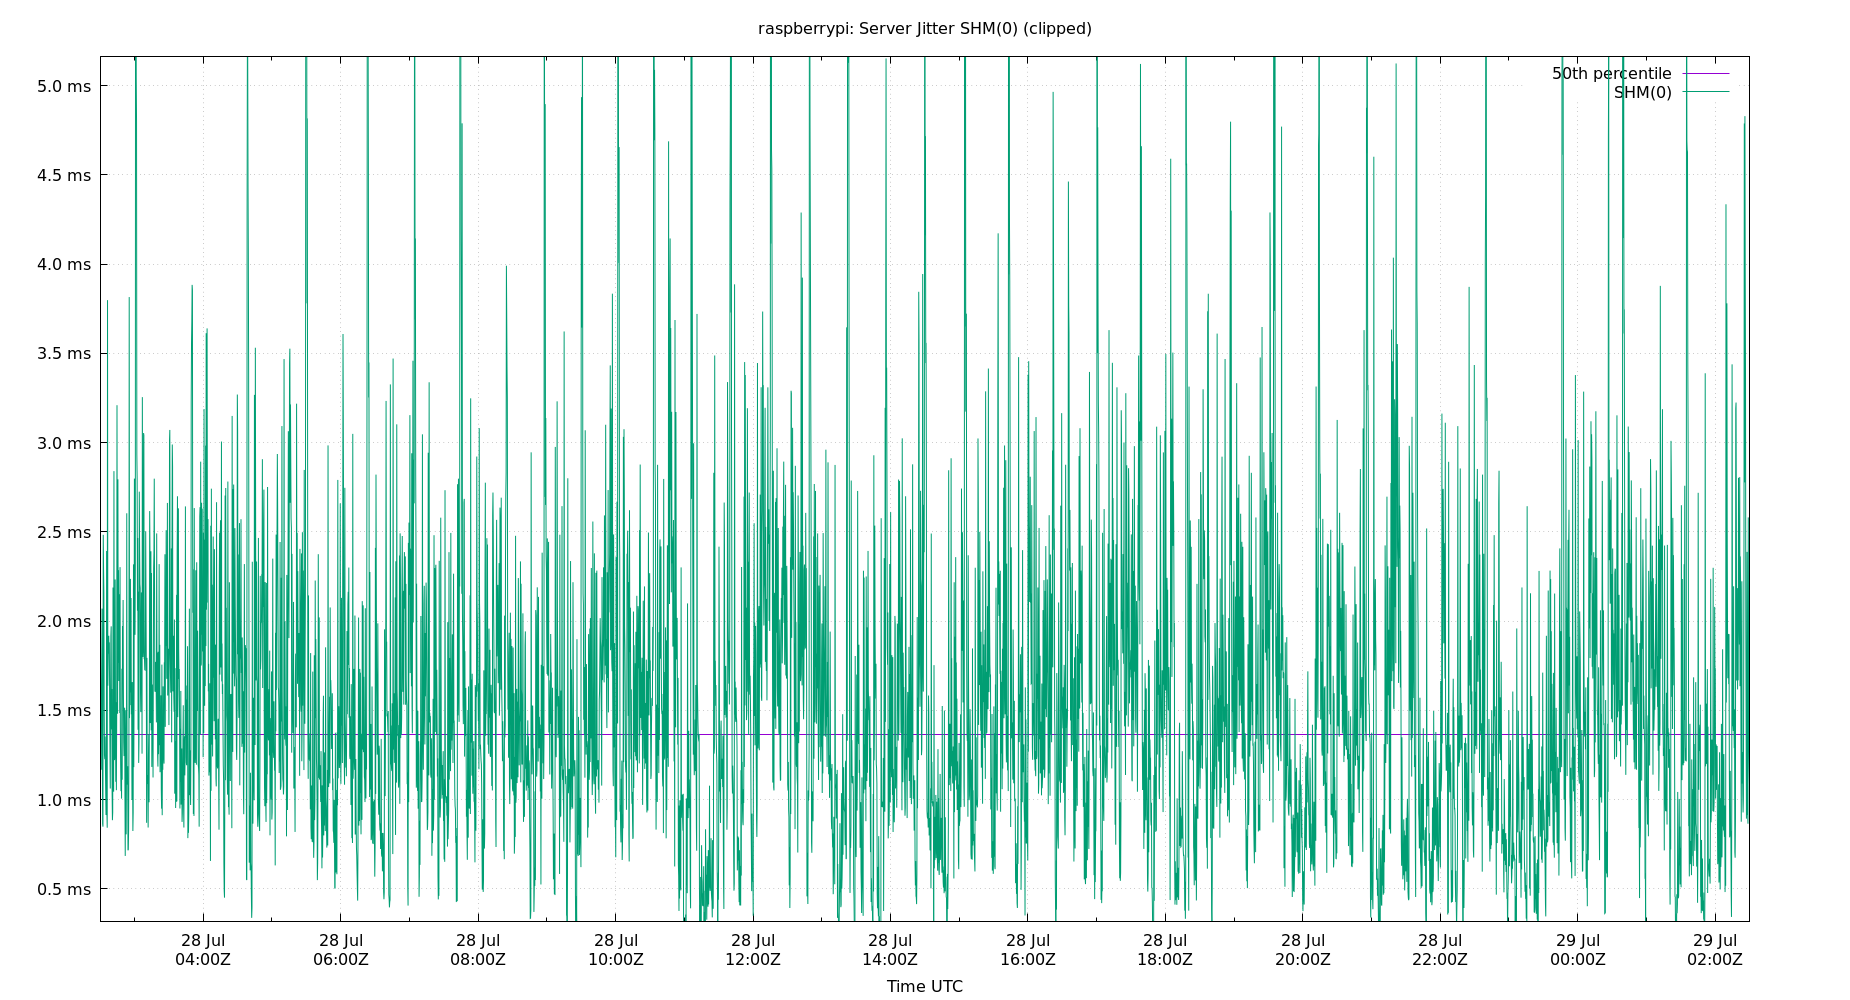 raspberrypi: Server Jitter SHM(0) (clipped)
50th percentile
SHM(0)
5.0 ms
4.5 ms
4.0 ms
3.5 ms
3.0 ms
2.5 ms
2.0 ms
1.5 ms
1.0 ms
0.5 ms
28 Jul 28 Jul 28 Jul 28 Jul 28 Jul 28 Jul 28 Jul 28 Jul 28 Jul 28 Jul 29 Jul 29 Jul
04:00Z 06:00Z 08:00Z 10:00Z 12:00Z 14:00Z 16:00Z 18:00Z 20:00Z 22:00Z 00:00Z 02:00Z
Time UTC